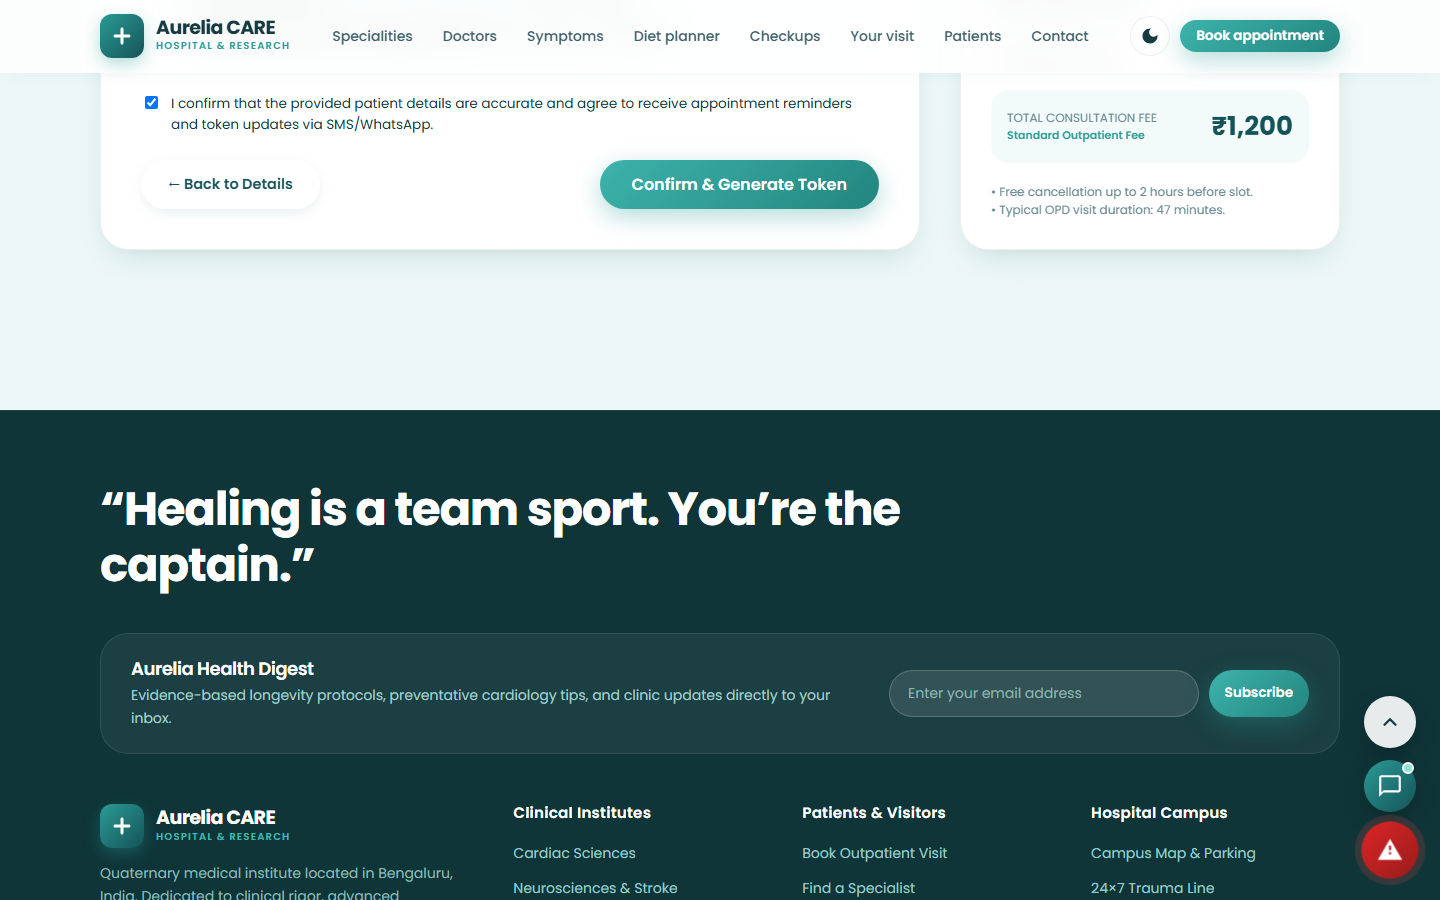 Aurelia CARE
HOSPITAL & RESEARCH
Specialities
Doctors
Symptoms
Diet planner
Checkups
Your visit
Patients
Contact
Book appointment
I confirm that the provided patient details are accurate and agree to receive appointment reminders
and token updates via SMS/WhatsApp.
← Back to Details
Confirm & Generate Token
TOTAL CONSULTATION FEE
Standard Outpatient Fee
₹1,200
• Free cancellation up to 2 hours before slot.
• Typical OPD visit duration: 47 minutes.
“Healing is a team sport. You’re the
captain.”
Aurelia Health Digest
Evidence-based longevity protocols, preventative cardiology tips, and clinic updates directly to your
inbox.
Enter your email address
Subscribe
Aurelia CARE
HOSPITAL & RESEARCH
Quaternary medical institute located in Bengaluru,
India. Dedicated to clinical rigor, advanced
Clinical Institutes
Cardiac Sciences
Neurosciences & Stroke
Patients & Visitors
Book Outpatient Visit
Find a Specialist
Hospital Campus
Campus Map & Parking
24×7 Trauma Line